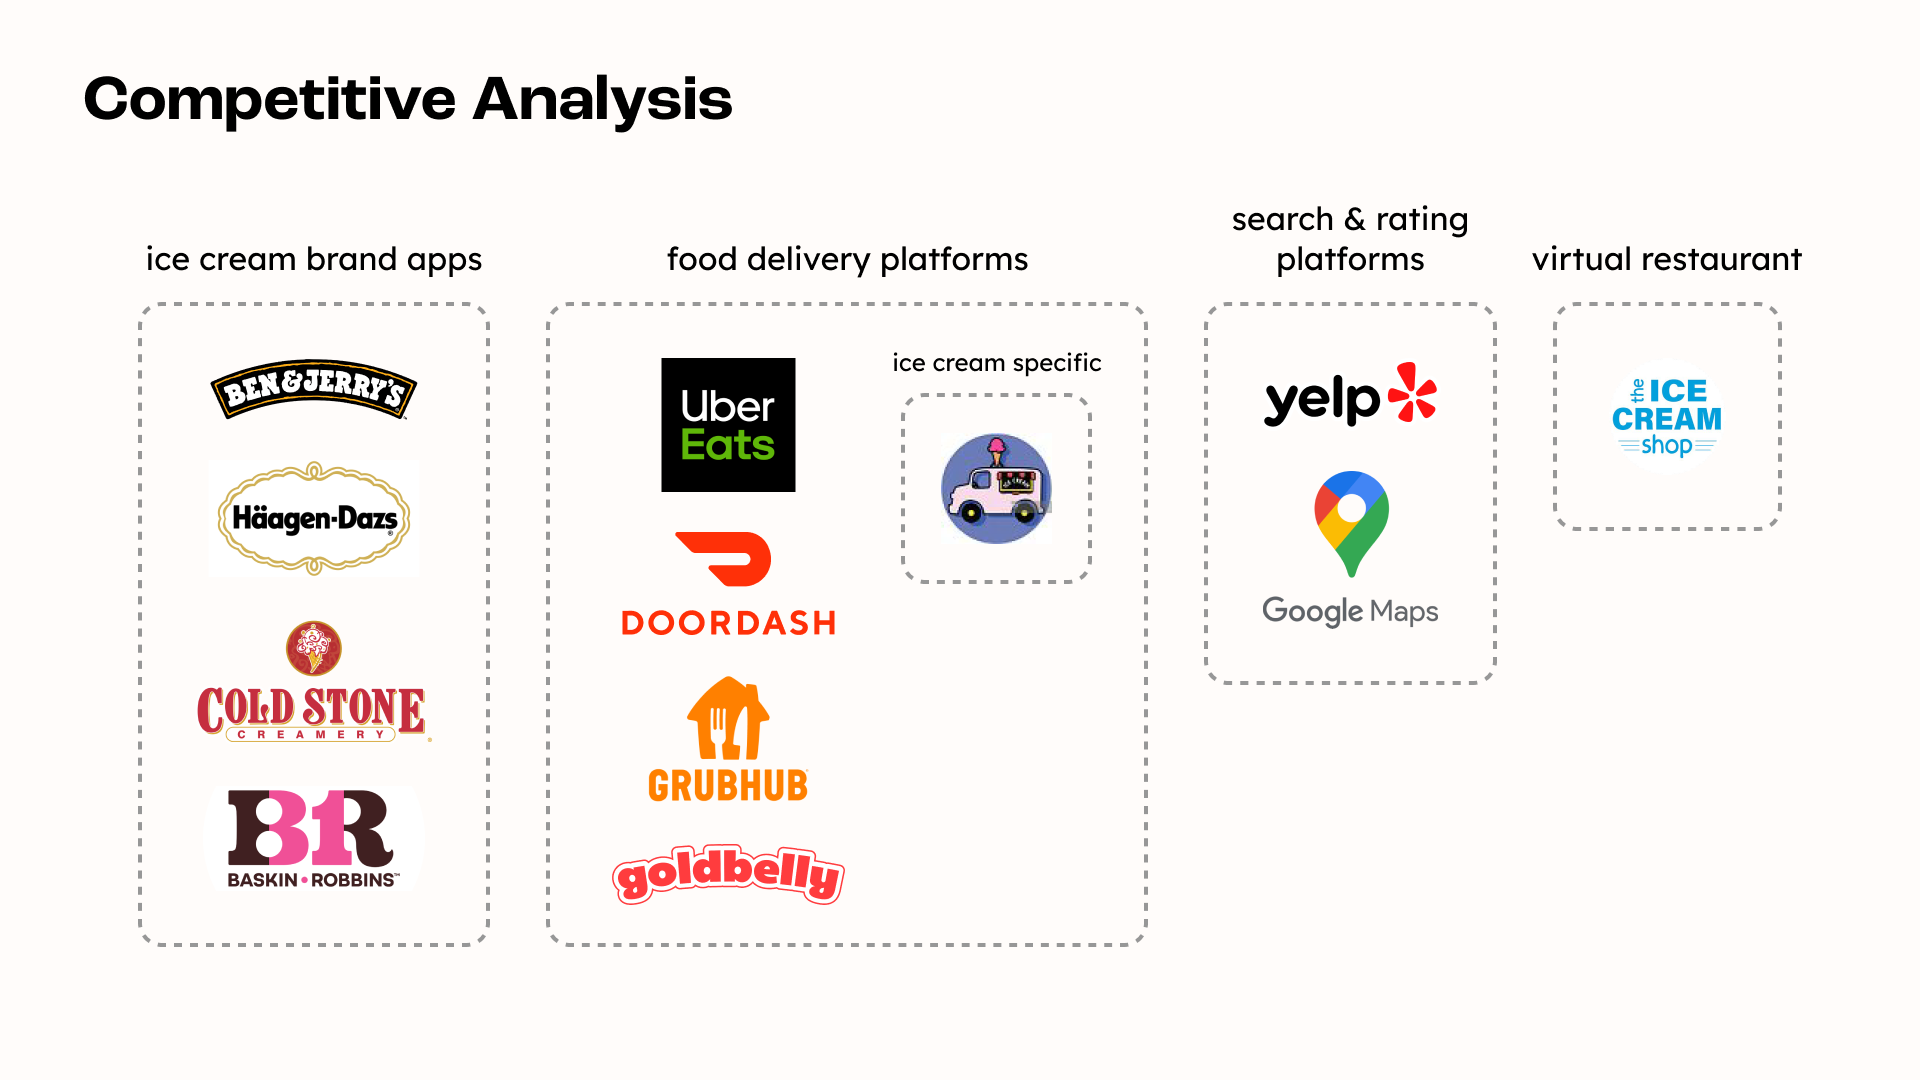 Competitive Analysis
ice cream brand apps
BEN & JERRY'S
Häagen-Dazs
COLD STONE
CREAMERY
BR
BASKIN • ROBBINS
food delivery platforms
Uber
Eats
DOORDASH
GRUBHUB
goldbelly
ice cream specific
ICE CREAM
search & rating
platforms
yelp
Google Maps
virtual restaurant
the ICE
CREAM
shop